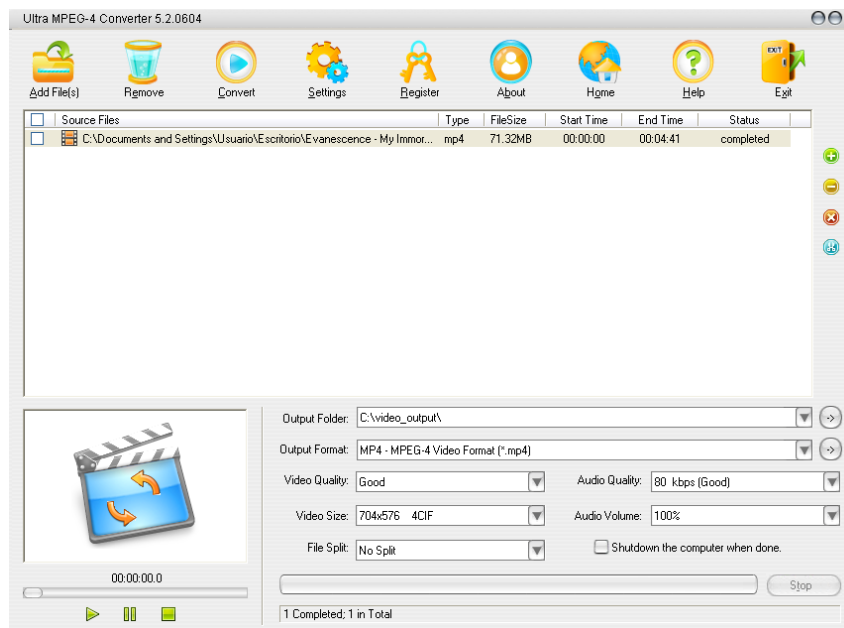 Ultra MPEG-4 Converter 5.2.0604
EXIT
Add File(s) Remove Convert Settings Register About Home Help Exit
Source Files Type FileSize Start Time End Time Status
C:\Documents and Settings\Usuario\Escritorio\Evanescence - My Immor... mp4 71.32MB 00:00:00 00:04:41 completed
Output Folder: C:\video_output\
Output Format: MP4 - MPEG-4 Video Format (*.mp4)
Video Quality: Good Audio Quality: 80 kbps (Good)
Video Size: 704x576 4CIF Audio Volume: 100%
File Split: No Split Shutdown the computer when done.
00:00:00.0
Stop
1 Completed; 1 in Total